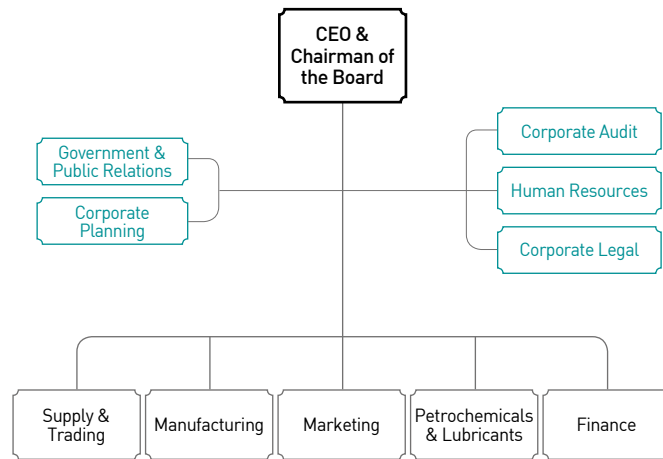 CEO &
Chairman of
the Board
Government &
Public Relations
Corporate
Planning
Corporate Audit
Human Resources
Corporate Legal
Supply &
Trading
Manufacturing
Marketing
Petrochemicals
& Lubricants
Finance